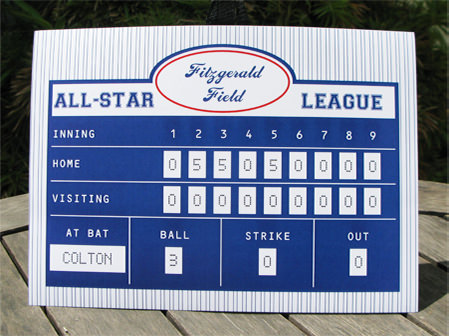 Fitzgerald
Field
ALL-STAR LEAGUE
INNING 1 2 3 4 5 6 7 8 9
HOME 0 5 5 0 5 0 0 0 0
VISITING 0 0 0 0 0 0 0 0 0
AT BAT BALL STRIKE OUT
COLTON 3 0 0